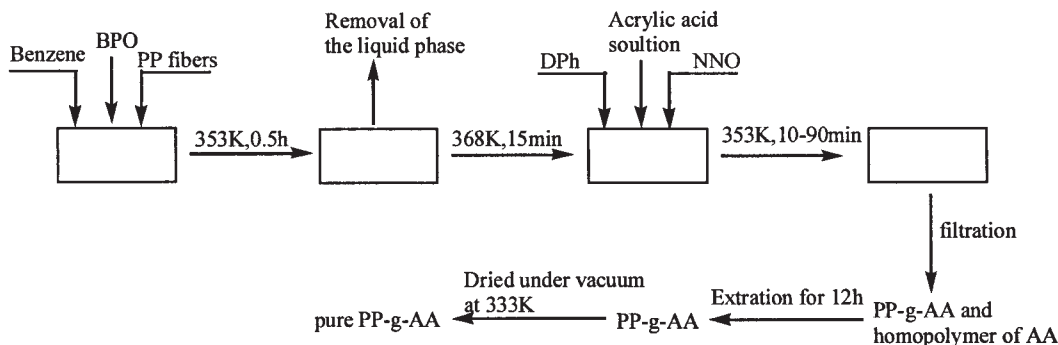 Benzene
BPO
PP fibers
Removal of
the liquid phase
Acrylic acid
soultion
DPh
NNO
353K,0.5h
368K,15min
353K,10-90min
filtration
PP-g-AA and
homopolymer of AA
Extration for 12h
PP-g-AA
Dried under vacuum
at 333K
pure PP-g-AA